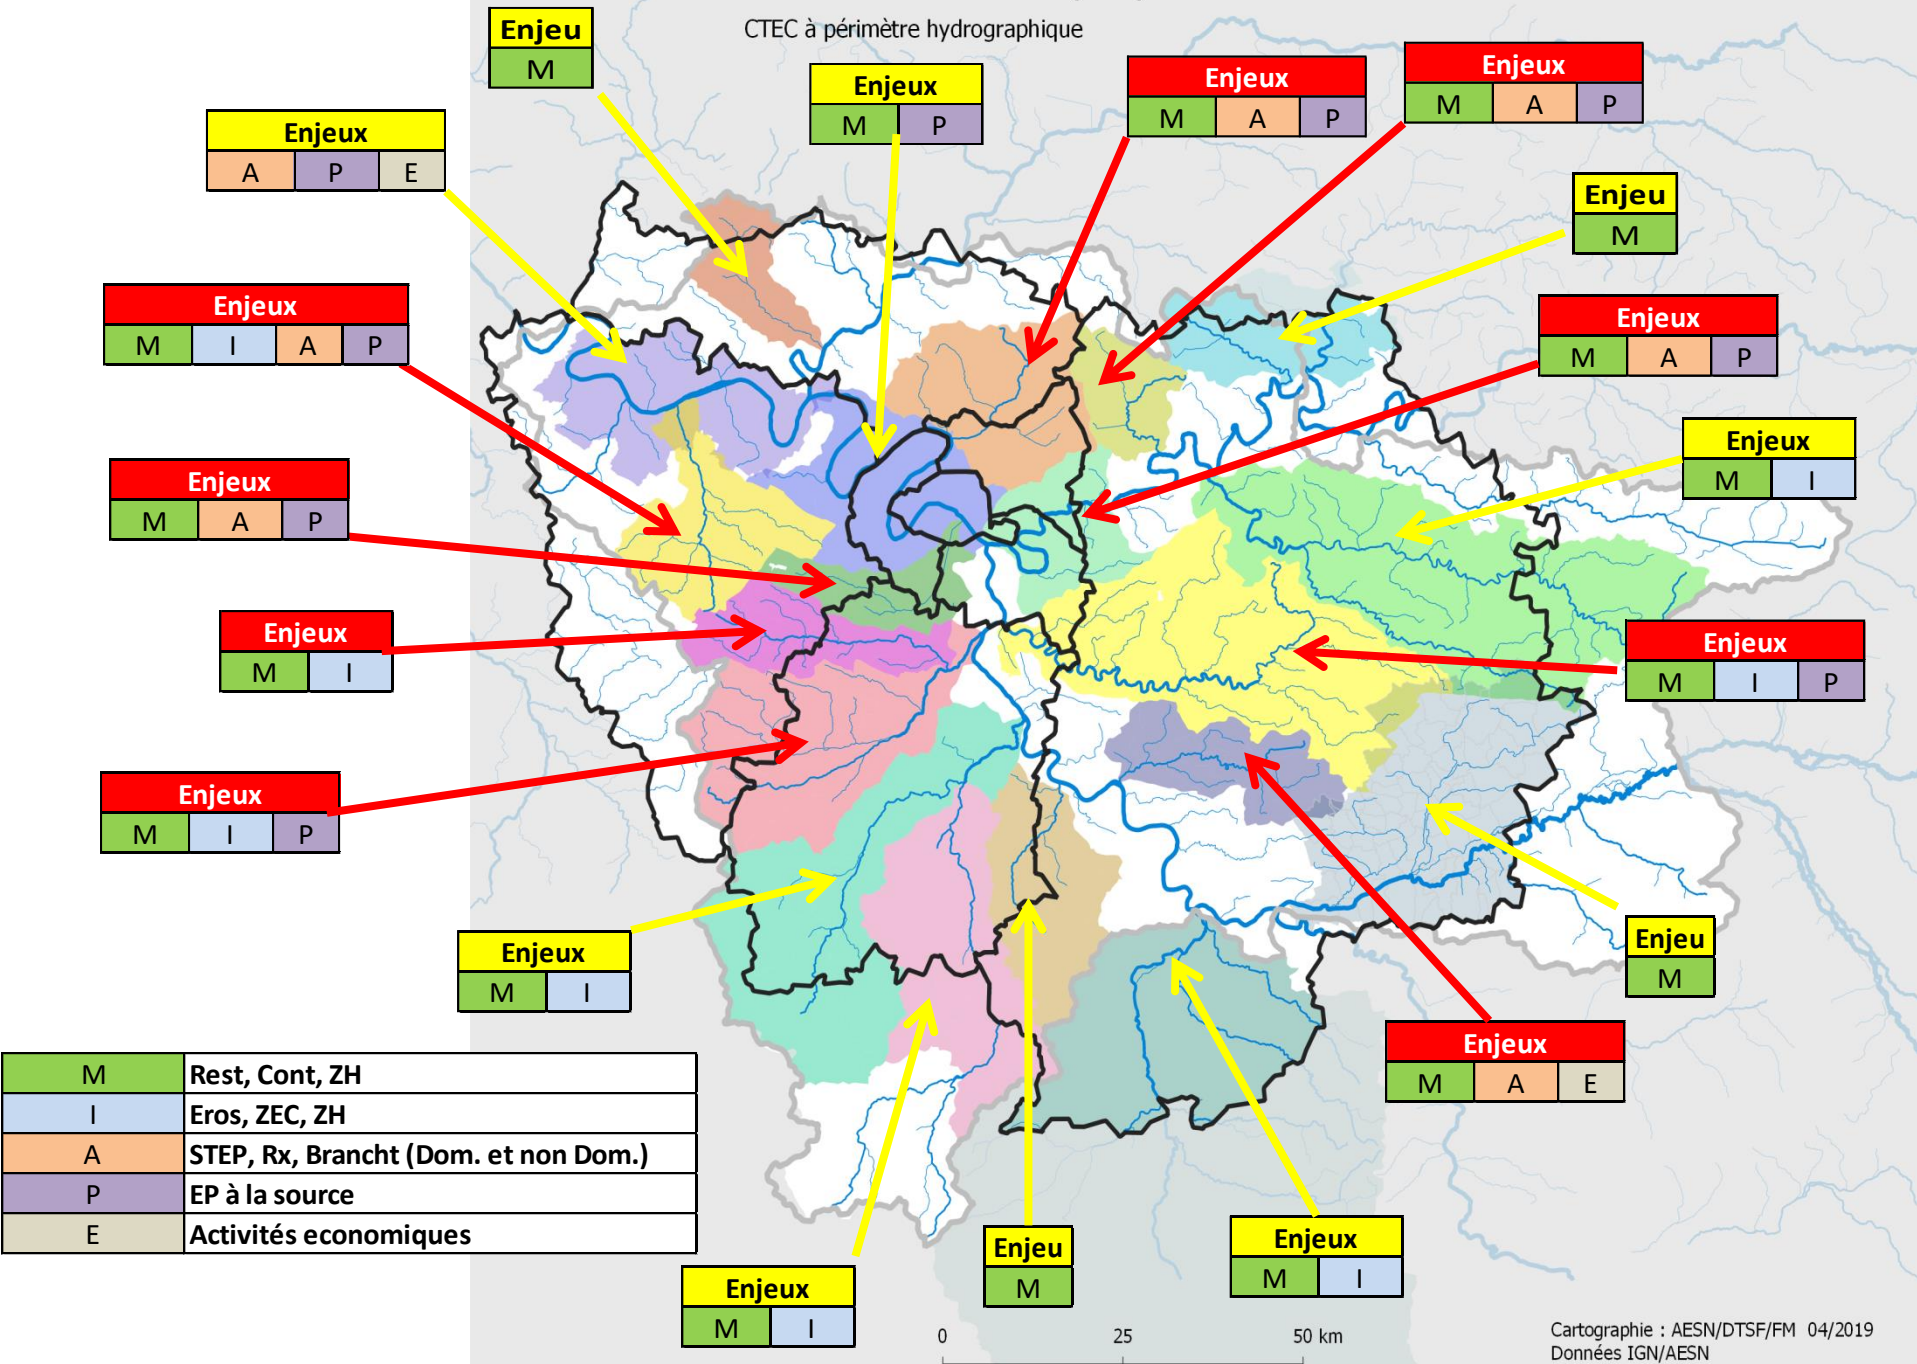 CTEC à périmètre hydrographique
Enjeu
M
Enjeux
M P
Enjeux
M A P
Enjeux
M A P
Enjeux
A P E
Enjeu
M
Enjeux
M I A P
Enjeux
M A P
Enjeux
M I
Enjeux
M A P
Enjeux
M I
Enjeux
M I P
Enjeux
M I P
Enjeux
M I
Enjeu
M
Enjeux
M A E
M Rest, Cont, ZH
I Eros, ZEC, ZH
A STEP, Rx, Brancht (Dom. et non Dom.)
P EP à la source
E Activités economiques
Enjeux
M I
Enjeu
M
Enjeux
M I
0 25 50 km
Cartographie : AESN/DTSF/FM 04/2019
Données IGN/AESN